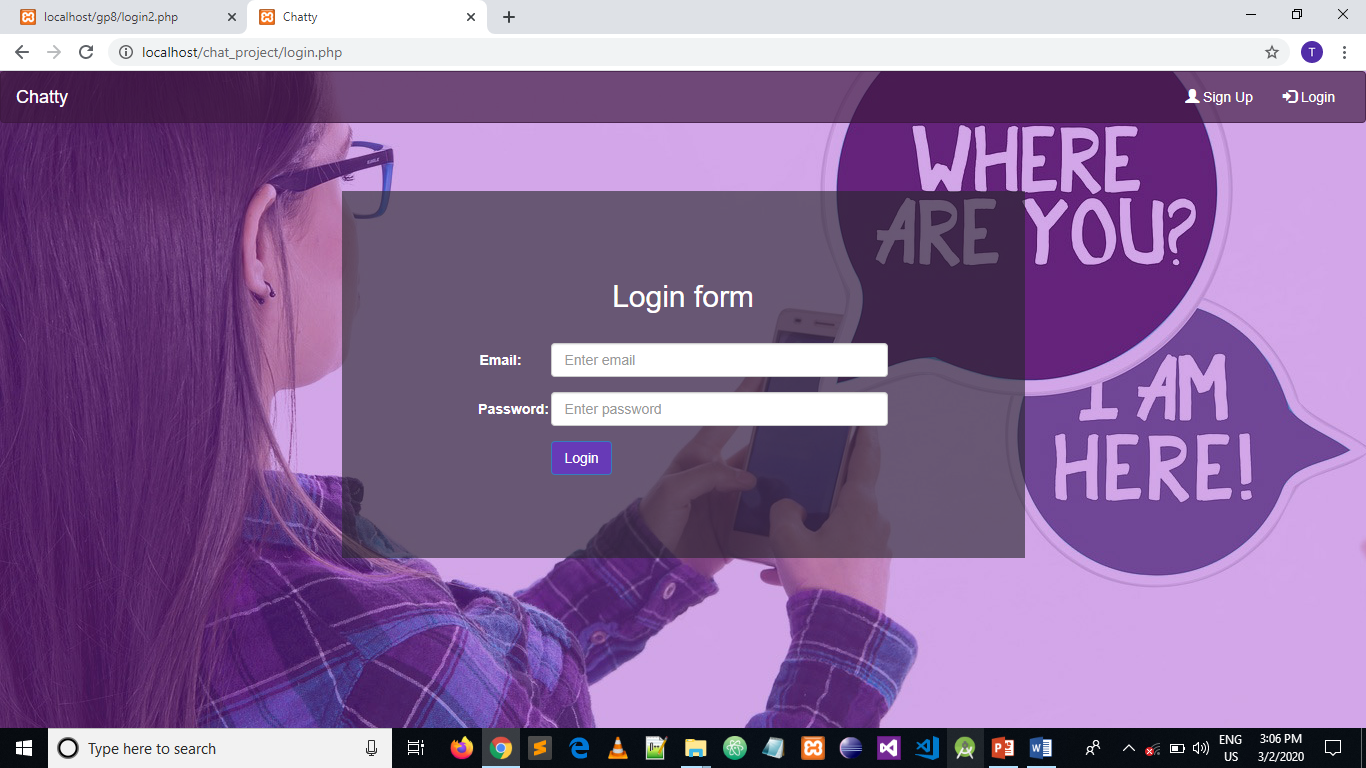 localhost/gp8/login2.php
Chatty
localhost/chat_project/login.php
T
Chatty
Sign Up
Login
EAGLE
WHERE
ARE YOU?
Login form
Email:
Enter email
Password:
Enter password
Login
I AM
HERE!
Type here to search
ENG
US
3:06 PM
3/2/2020